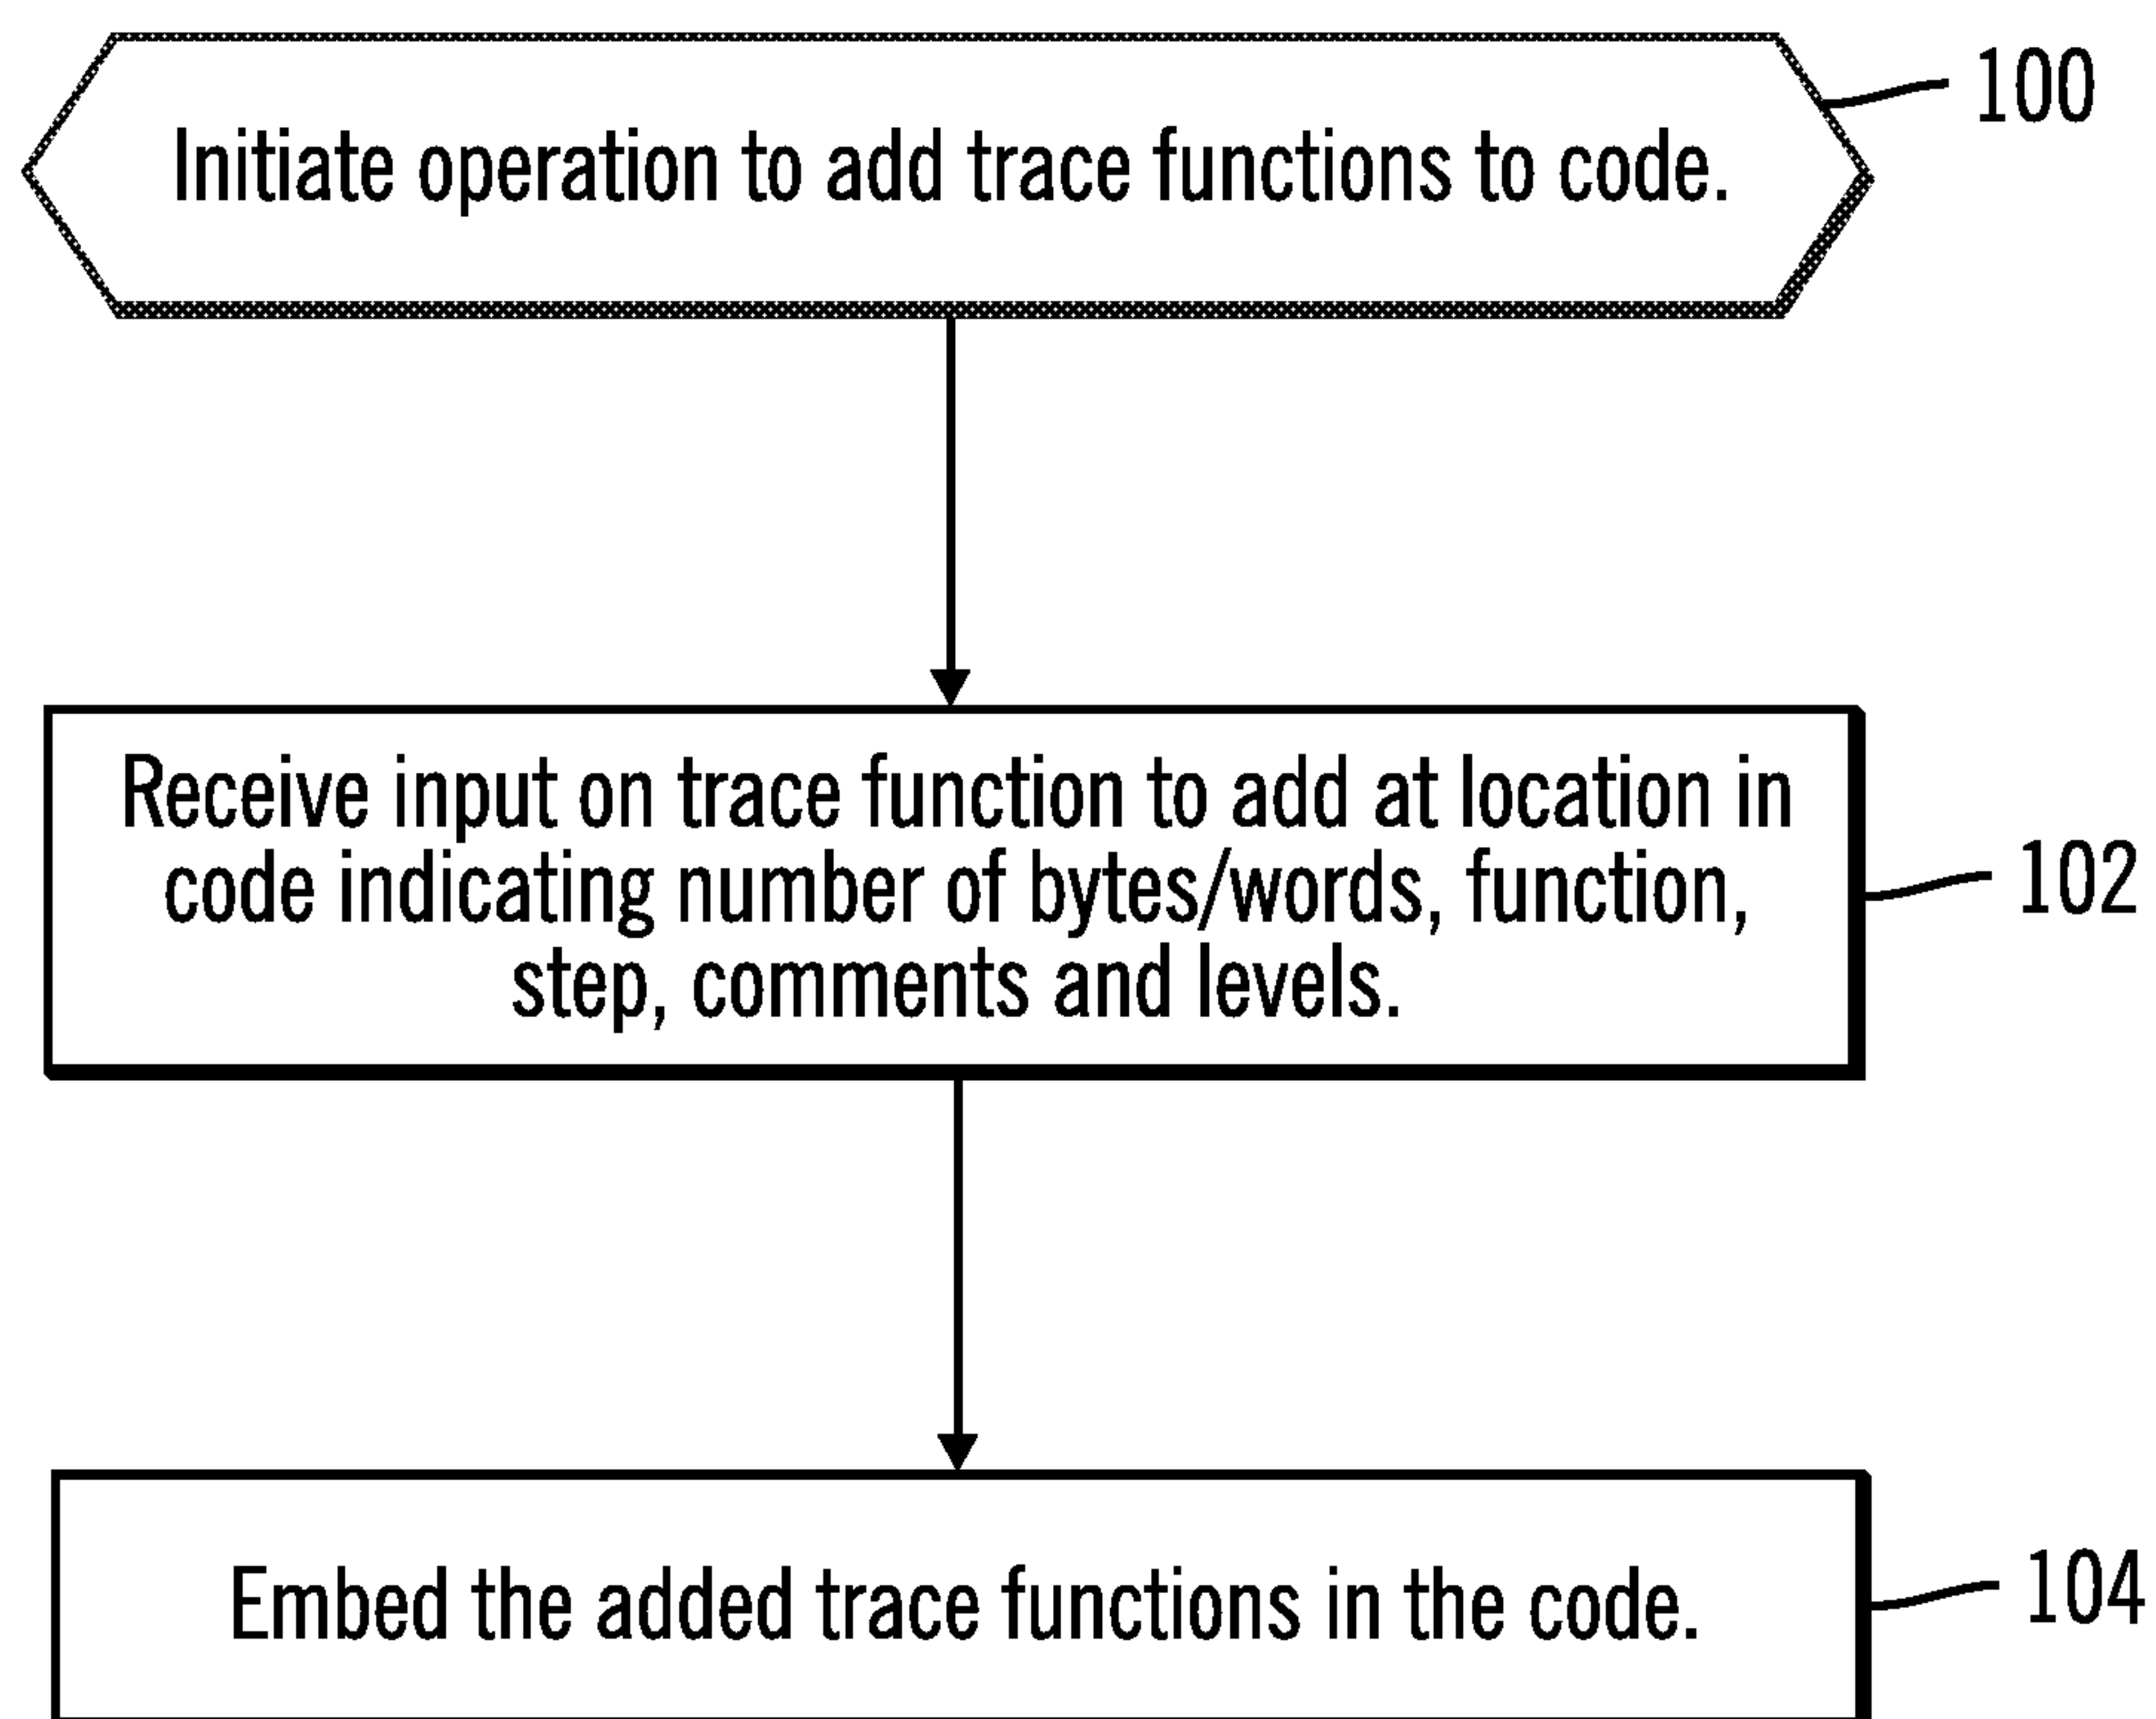 Initiate operation to add trace functions to code.
100
Receive input on trace function to add at location in
code indicating number of bytes/words, function,
step, comments and levels.
102
Embed the added trace functions in the code.
104